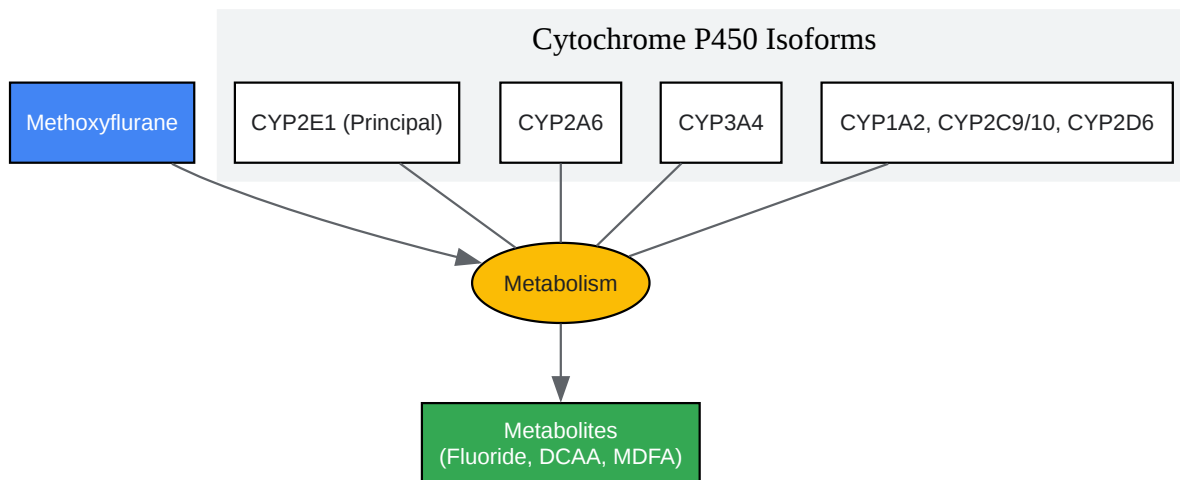 Cytochrome P450 Isoforms
Methoxyflurane
CYP2E1 (Principal)
CYP2A6
CYP3A4
CYP1A2, CYP2C9/10, CYP2D6
Metabolism
Metabolites
(Fluoride, DCAA, MDFA)